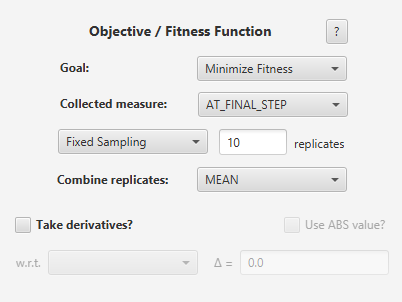 Objective / Fitness Function ?
Goal: Minimize Fitness
Collected measure: AT_FINAL_STEP
Fixed Sampling 10 replicates
Combine replicates: MEAN
Take derivatives? Use ABS value?
w.r.t. Δ = 0.0